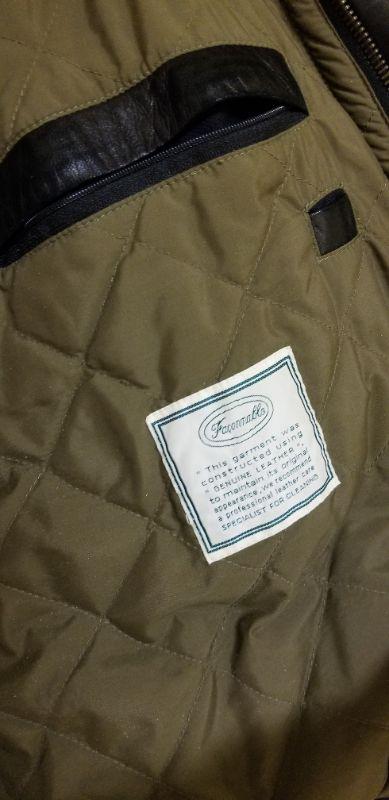 Façonnable
" This garment was
constructed using
" GENUINE LEATHER ",
to maintain its original
appearance, we recommend
a professional leather care
SPECIALIST FOR CLEANING